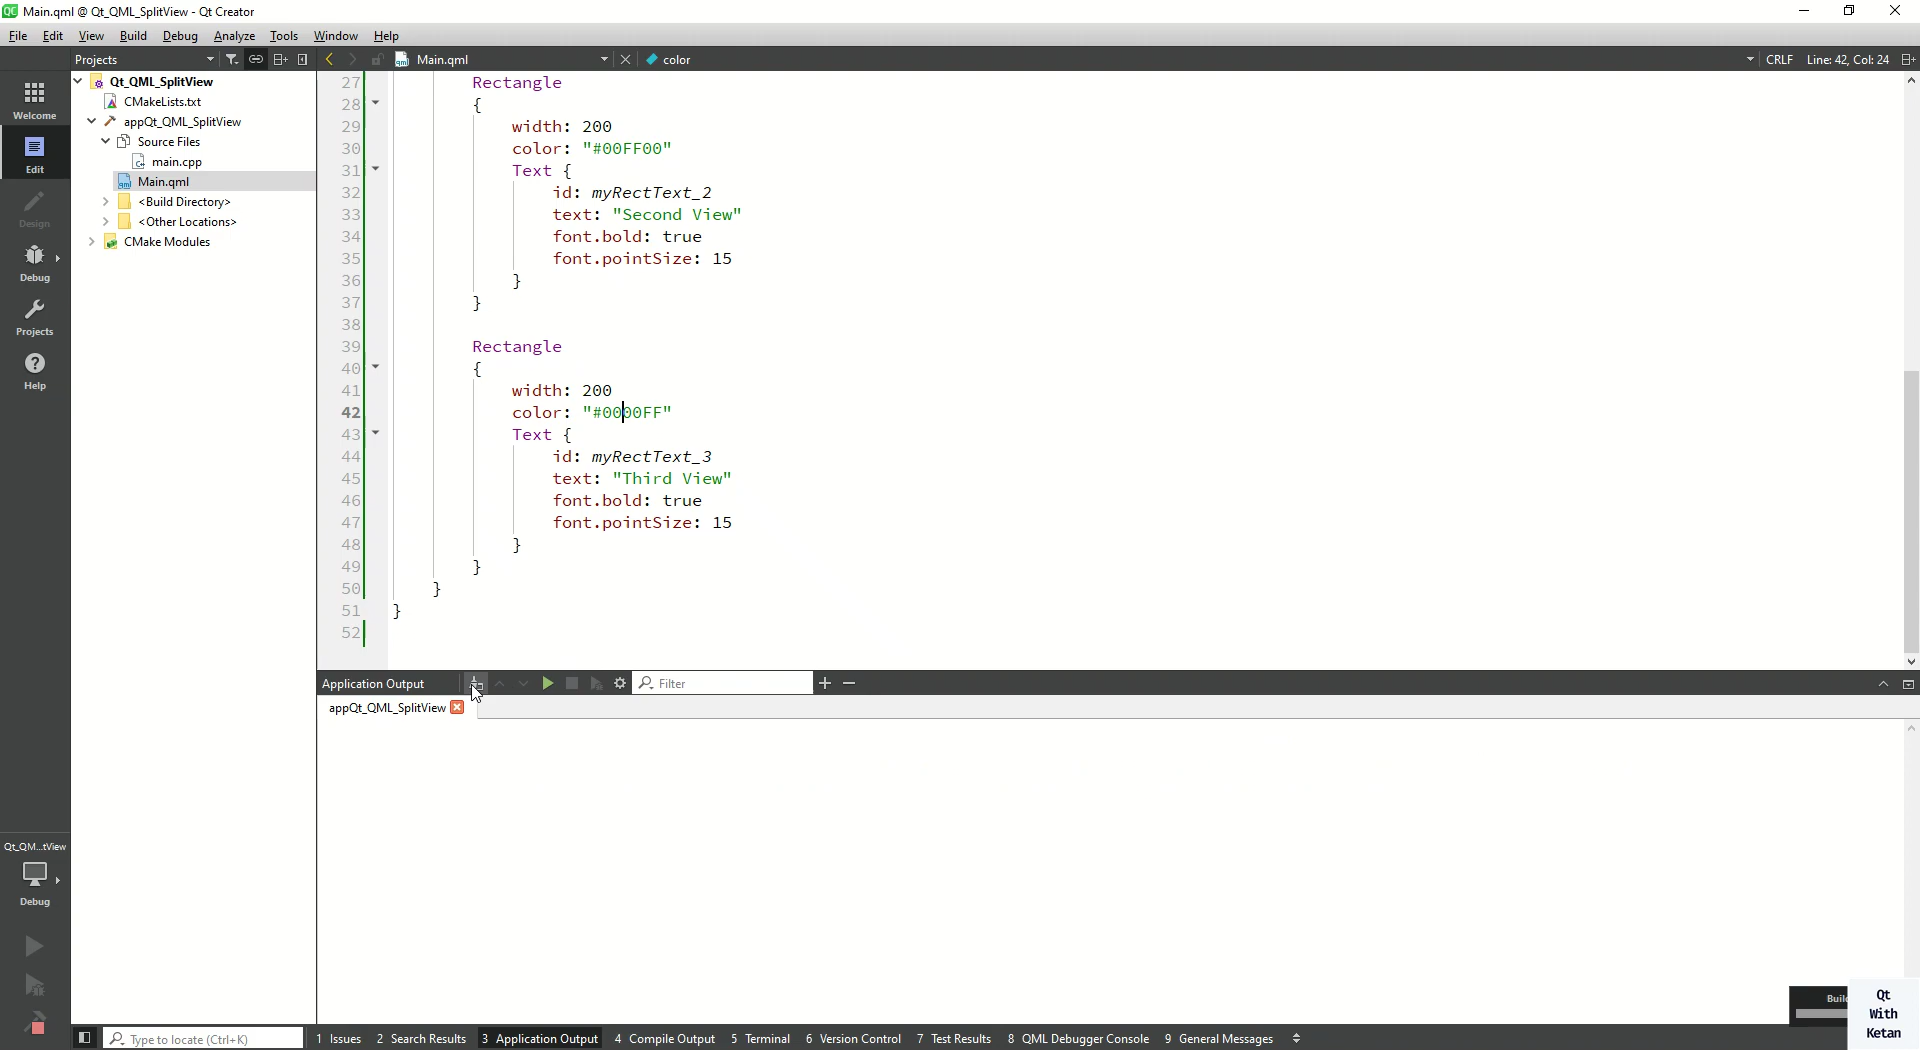 Main.qml @ Qt_QML_SplitView - Qt Creator
File Edit View Build Debug Analyze Tools Window Help
Projects
Main.qml
color
CRLF Line: 42, Col: 24
Welcome
Edit
Design
Debug
Projects
Help
Qt_QML_SplitView
CMakeLists.txt
appQt_QML_SplitView
Source Files
main.cpp
Main.qml
<Build Directory>
<Other Locations>
CMake Modules
27 Rectangle
28 {
29 width: 200
30 color: "#00FF00"
31 Text {
32 id: myRectText_2
33 text: "Second View"
34 font.bold: true
35 font.pointSize: 15
36 }
37 }
38
39 Rectangle
40 {
41 width: 200
42 color: "#0000FF"
43 Text {
44 id: myRectText_3
45 text: "Third View"
46 font.bold: true
47 font.pointSize: 15
48 }
49 }
50 }
51 }
52
Application Output
Filter
appQt_QML_SplitView
Qt_QM...tView
Debug
Qt
With
Ketan
Type to locate (Ctrl+K)
1 Issues 2 Search Results 3 Application Output 4 Compile Output 5 Terminal 6 Version Control 7 Test Results 8 QML Debugger Console 9 General Messages